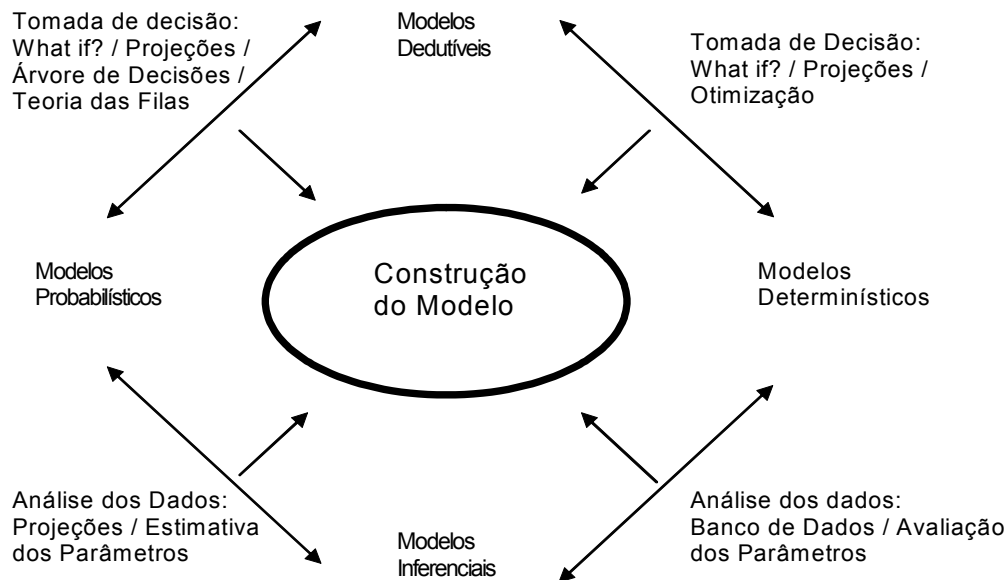 Tomada de decisão:
What if? / Projeções /
Árvore de Decisões /
Teoria das Filas
Modelos
Dedutíveis
Tomada de Decisão:
What if? / Projeções /
Otimização
Modelos
Probabilísticos
Construção
do Modelo
Modelos
Determinísticos
Análise dos Dados:
Projeções / Estimativa
dos Parâmetros
Modelos
Inferenciais
Análise dos dados:
Banco de Dados / Avaliação
dos Parâmetros